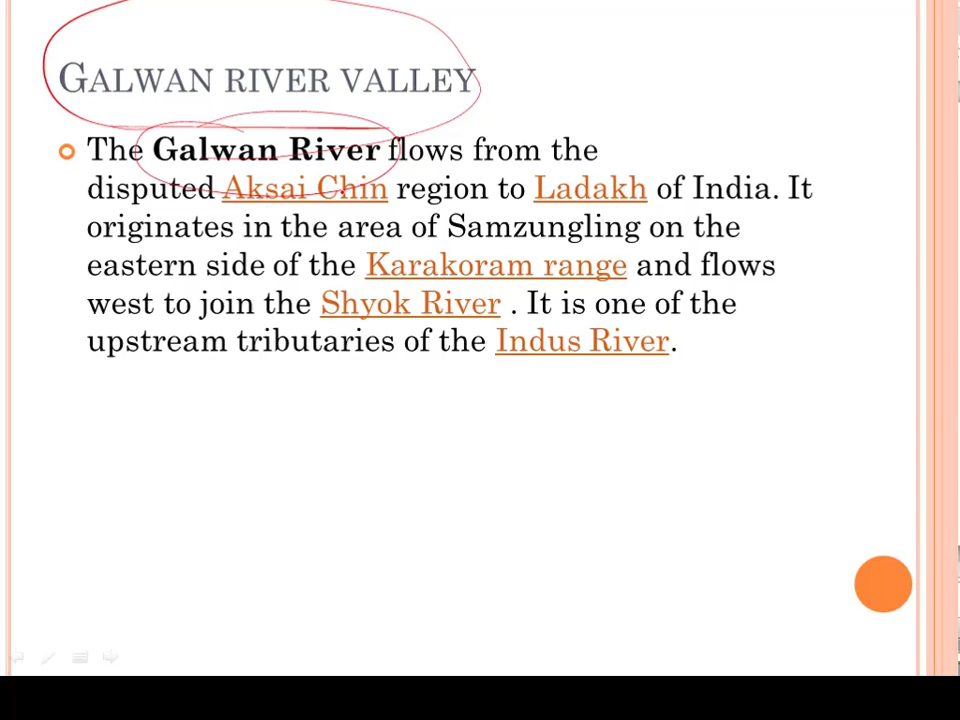 GALWAN RIVER VALLEY
The Galwan River flows from the
disputed Aksai Chin region to Ladakh of India. It
originates in the area of Samzungling on the
eastern side of the Karakoram range and flows
west to join the Shyok River . It is one of the
upstream tributaries of the Indus River.